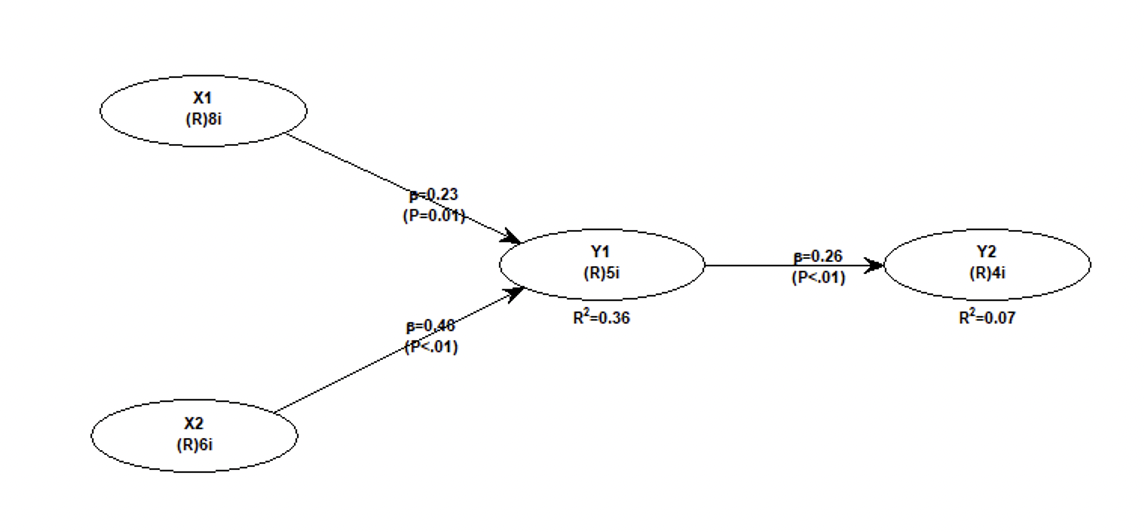 X1
(R)8i
β=0.23
(P=0.01)
Y1
(R)5i
R²=0.36
β=0.26
(P<.01)
Y2
(R)4i
R²=0.07
β=0.46
(P<.01)
X2
(R)6i